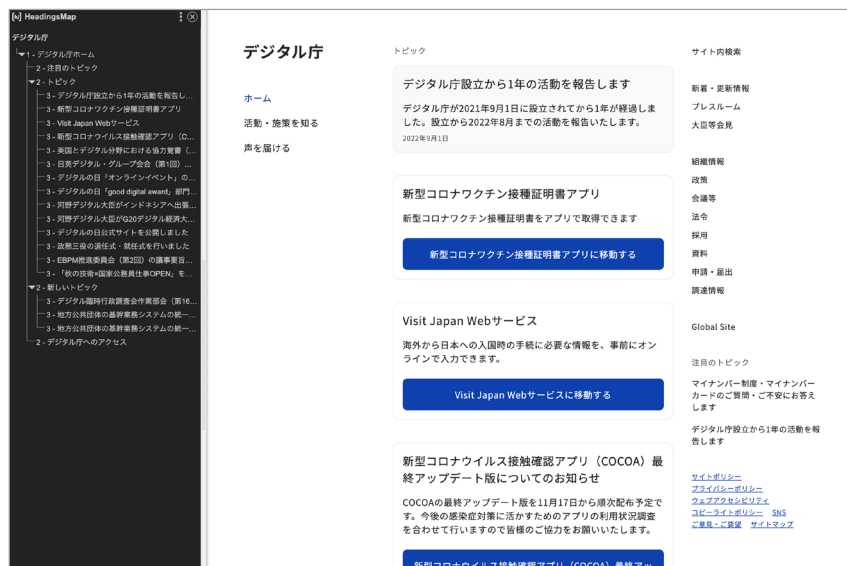 [h] HeadingsMap
デジタル庁
1 - デジタル庁ホーム
2 - 注目のトピック
2 - トピック
3 - デジタル庁設立から1年の活動を報告し...
3 - 新型コロナワクチン接種証明書アプリ
3 - Visit Japan Webサービス
3 - 新型コロナウイルス接触確認アプリ（C...
3 - 英国とデジタル分野における協力覚書（...
3 - 日英デジタル・グループ会合（第1回）...
3 - デジタルの日「オンラインイベント」の...
3 - デジタルの日「good digital award」部門...
3 - 河野デジタル大臣がインドネシアへ出張...
3 - 河野デジタル大臣がG20デジタル経済大...
3 - デジタルの日公式サイトを公開しました
3 - 政務三役の退任式・就任式を行いました
3 - EBPM推進委員会（第2回）の議事要旨...
3 - 「秋の技術×国家公務員仕事OPEN」を...
2 - 新しいトピック
3 - デジタル臨時行政調査会作業部会（第16...
3 - 地方公共団体の基幹業務システムの統一...
3 - 地方公共団体の基幹業務システムの統一...
2 - デジタル庁へのアクセス
デジタル庁
ホーム
活動・施策を知る
声を届ける
トピック
デジタル庁設立から1年の活動を報告します
デジタル庁が2021年9月1日に設立されてから1年が経過しま
した。設立から2022年8月までの活動を報告いたします。
2022年9月1日
新型コロナワクチン接種証明書アプリ
新型コロナワクチン接種証明書をアプリで取得できます
新型コロナワクチン接種証明書アプリに移動する
Visit Japan Webサービス
海外から日本への入国時の手続に必要な情報を、事前にオン
ラインで入力できます。
Visit Japan Webサービスに移動する
新型コロナウイルス接触確認アプリ（COCOA）最
終アップデート版についてのお知らせ
COCOAの最終アップデート版を11月17日から順次配布予定で
す。今後の感染症対策に活かすためのアプリの利用状況調査
を合わせて行いますので皆様のご協力をお願いいたします。
新型コロナウイルス接触確認アプリ（COCOA）最終アッ
サイト内検索
新着・更新情報
プレスルーム
大臣等会見
組織情報
政策
会議等
法令
採用
資料
申請・届出
調達情報
Global Site
注目のトピック
マイナンバー制度・マイナンバー
カードのご質問・ご不安にお答え
します
デジタル庁設立から1年の活動を報
告します
サイトポリシー
プライバシーポリシー
ウェブアクセシビリティ
コピーライトポリシー SNS
ご意見・ご要望 サイトマップ